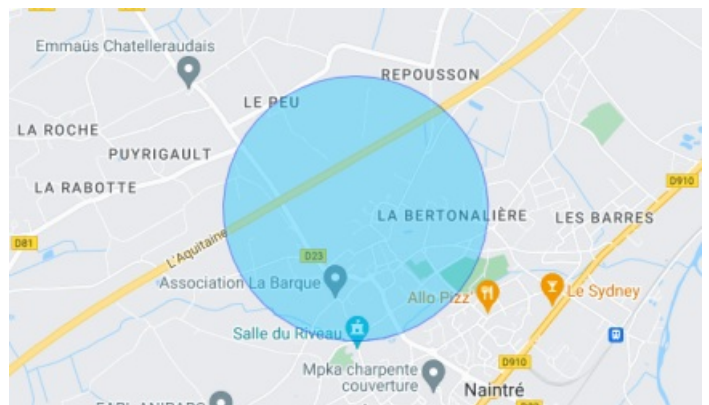 Emmaüs Chatelleraudais
REPOUSSON
LE PEU
LA ROCHE
PUYRIGAULT
D910
LA RABOTTE
LA BERTONALIÈRE
LES BARRES
D81
L'Aquitaine
D23
Association La Barque
Allo Pizz
Le Sydney
Salle du Riveau
Mpka charpente
couverture
D910
Naintré